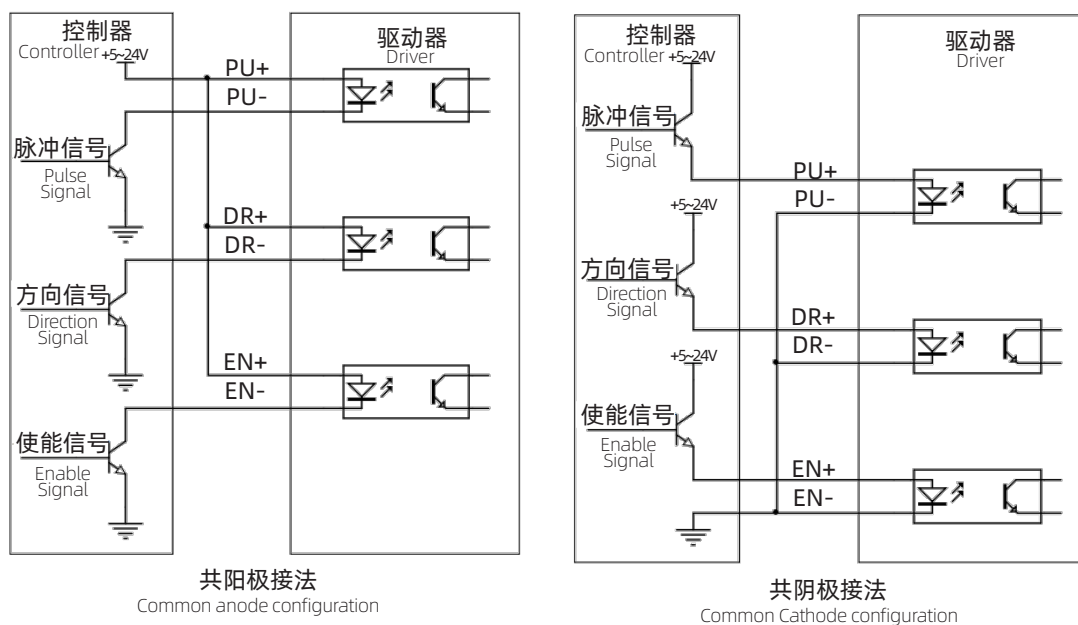 控制器
Controller +5~24V
驱动器
Driver
PU+
PU-
脉冲信号
Pulse
Signal
DR+
DR-
方向信号
Direction
Signal
EN+
EN-
使能信号
Enable
Signal
共阳极接法
Common anode configuration
控制器
Controller +5~24V
驱动器
Driver
脉冲信号
Pulse
Signal
PU+
PU-
+5~24V
方向信号
Direction
Signal
DR+
DR-
+5~24V
使能信号
Enable
Signal
EN+
EN-
共阴极接法
Common Cathode configuration